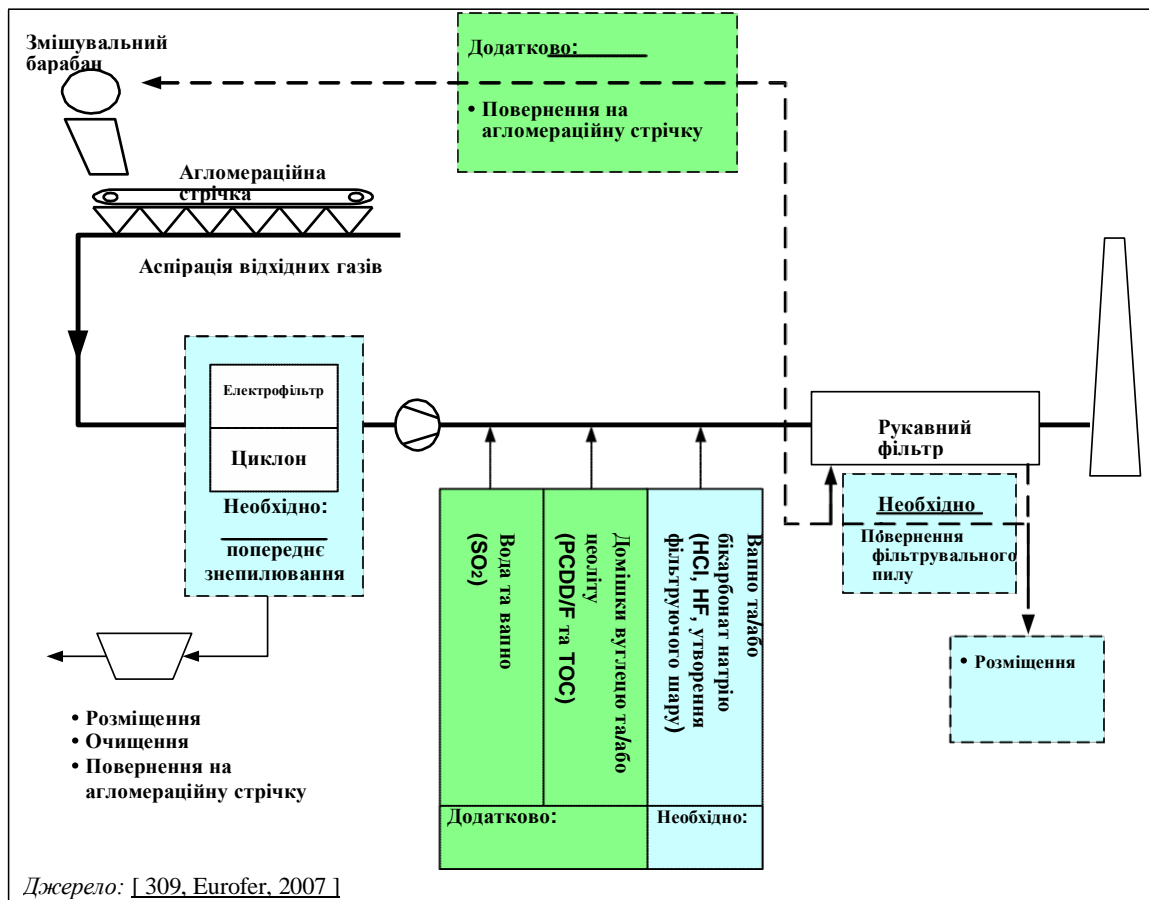 Змішувальний
барабан
Додатково:
• Повернення на
агломераційну стрічку
Агломераційна
стрічка
Аспірація відхідних газів
Електрофільтр
Циклон
Необхідно:
попереднє
знепилювання
Рукавний
фільтр
Необхідно
Повернення
фільтрувального
пилу
• Розміщення
• Розміщення
• Очищення
• Повернення на
агломераційну стрічку
Вода та вапно
(SO2)
Домішки вуглецю та/або
цеоліту
(PCDD/F та TOC)
Вапно та/або
бікарбонат натрію
(HCl, HF, утворення
фільтруючого шару)
Додатково:
Необхідно:
Джерело: [ 309, Eurofer, 2007 ]